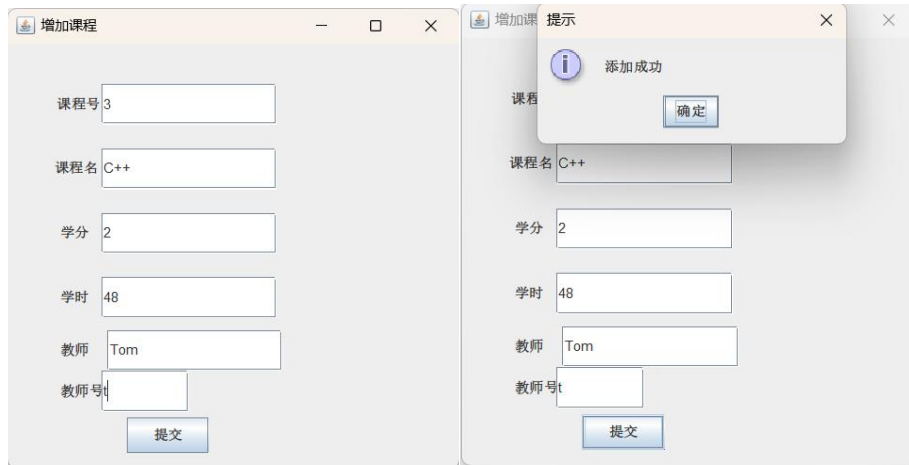 增加课程
课程号 3
课程名 C++
学分 2
学时 48
教师 Tom
教师号 t
提交
增加课
提示
添加成功
确定
课程
课程名 C++
学分 2
学时 48
教师 Tom
教师号 t
提交